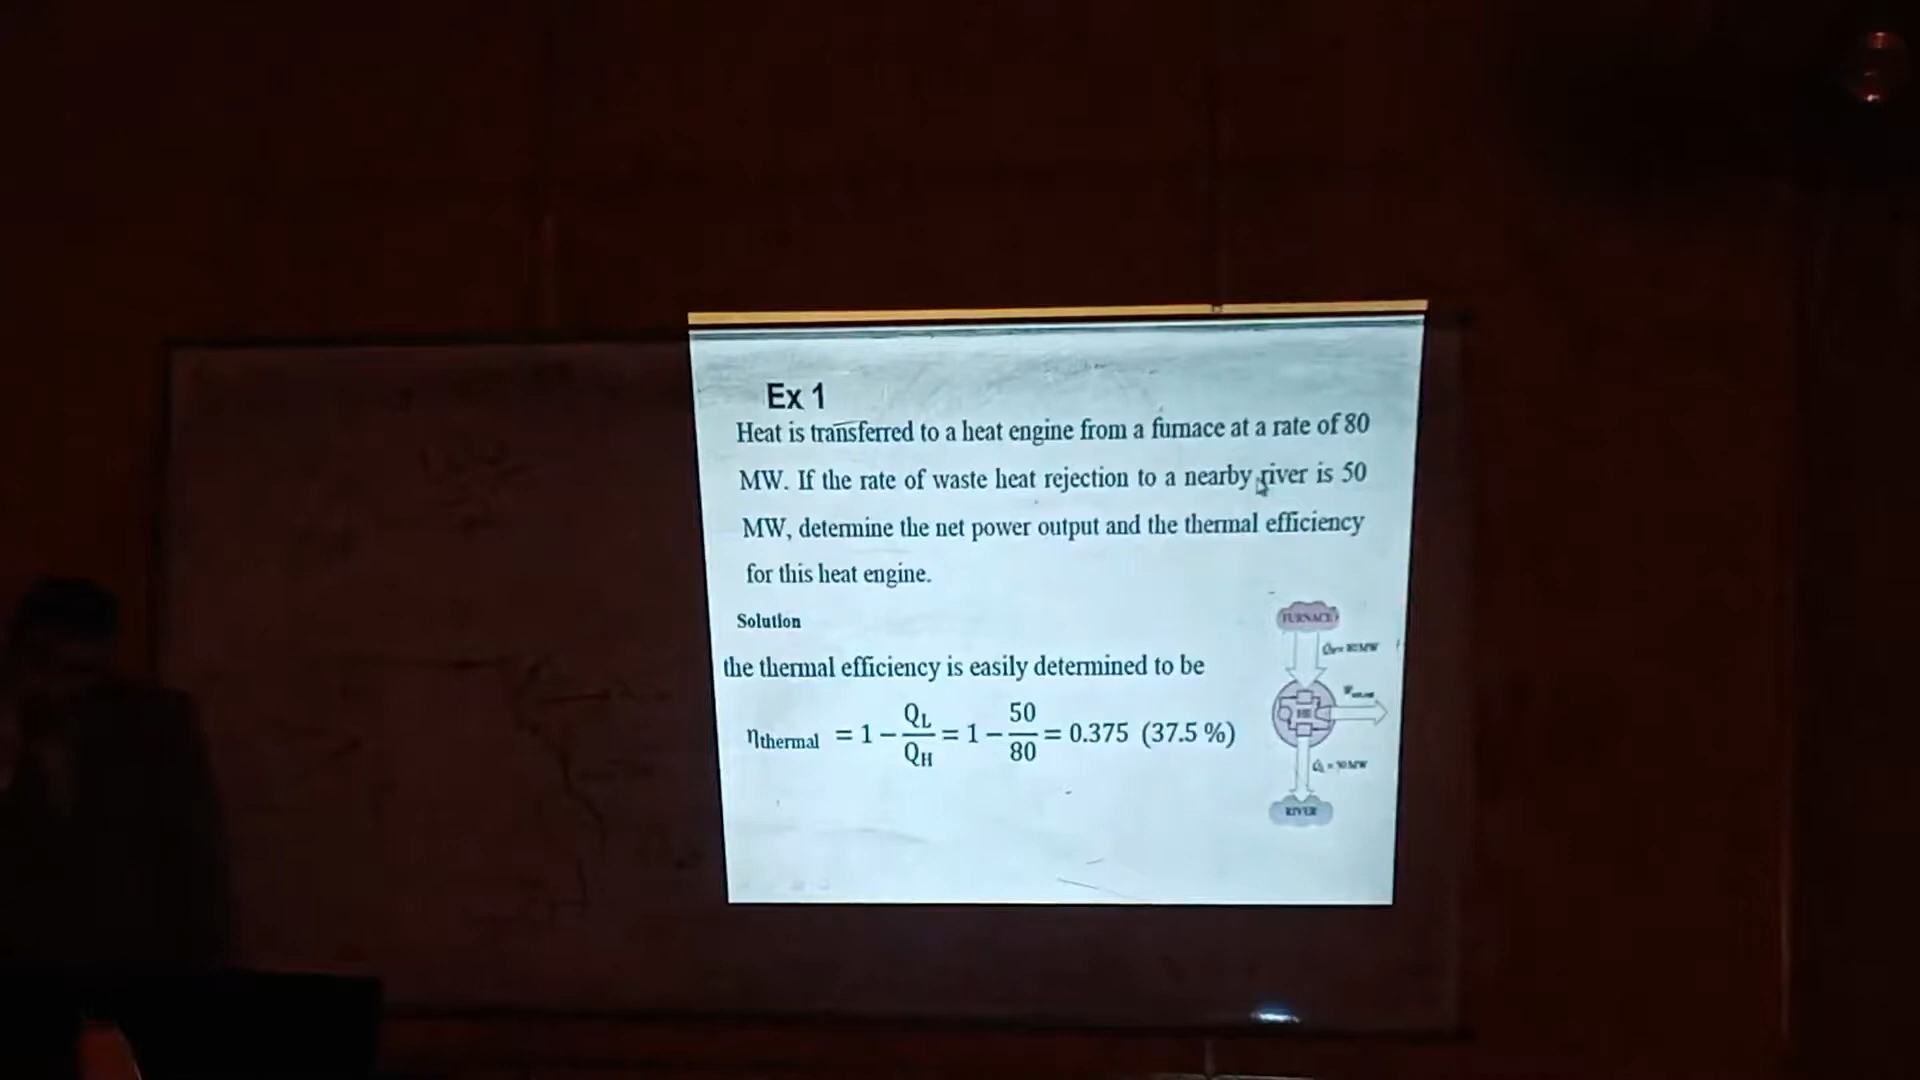 Ex 1
Heat is transferred to a heat engine from a furnace at a rate of 80
MW. If the rate of waste heat rejection to a nearby river is 50
MW, determine the net power output and the thermal efficiency
for this heat engine.
Solution
the thermal efficiency is easily determined to be
ηthermal = 1 − QL/QH = 1 − 50/80 = 0.375 (37.5 %)
FURNACE
HE
RIVER